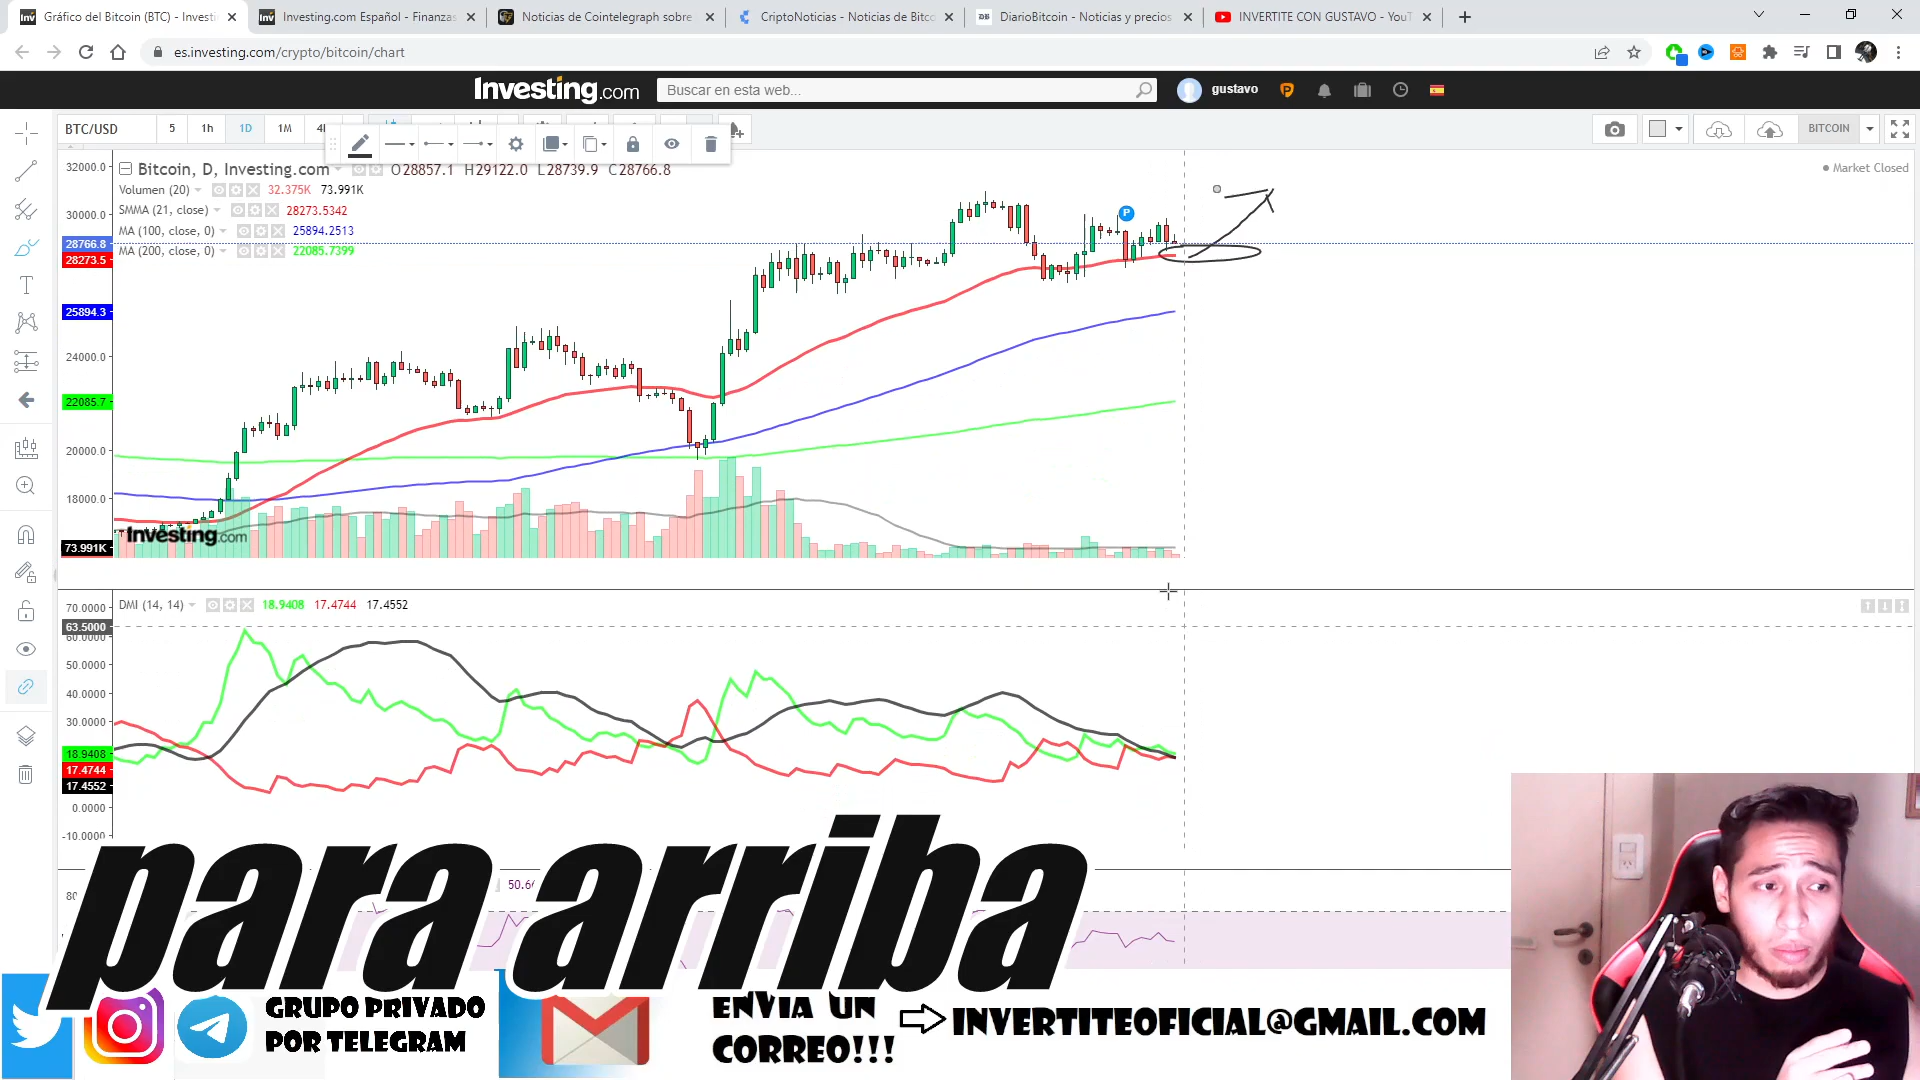 Gráfico del Bitcoin (BTC) - Investi
Investing.com Español - Finanzas
Noticias de Cointelegraph sobre
CriptoNoticias - Noticias de Bitco
DiarioBitcoin - Noticias y precios
INVERTITE CON GUSTAVO - YouT
es.investing.com/crypto/bitcoin/chart
Investing.com
Buscar en esta web...
gustavo
BTC/USD
5
1h
1D
1M
BITCOIN
Bitcoin, D, Investing.com
O28857.1 H29122.0 L28739.9 C28766.8
Market Closed
Volumen (20) 32.375K 73.991K
SMMA (21, close) 28273.5342
MA (100, close, 0) 25894.2513
MA (200, close, 0) 22085.7399
32000.0
30000.0
28766.8
28273.5
25894.3
24000.0
22085.7
20000.0
18000.0
73.991K
P
Investing.com
DMI (14, 14) 18.9408 17.4744 17.4552
70.0000
63.5000
60.0000
50.0000
40.0000
30.0000
18.9408
17.4744
17.4552
0.0000
-10.0000
80
para arriba
GRUPO PRIVADO
POR TELEGRAM
ENVIA UN
CORREO!!!
INVERTITEOFICIAL@GMAIL.COM